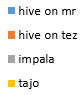 hive on mr
hive on tez
impala
tajo